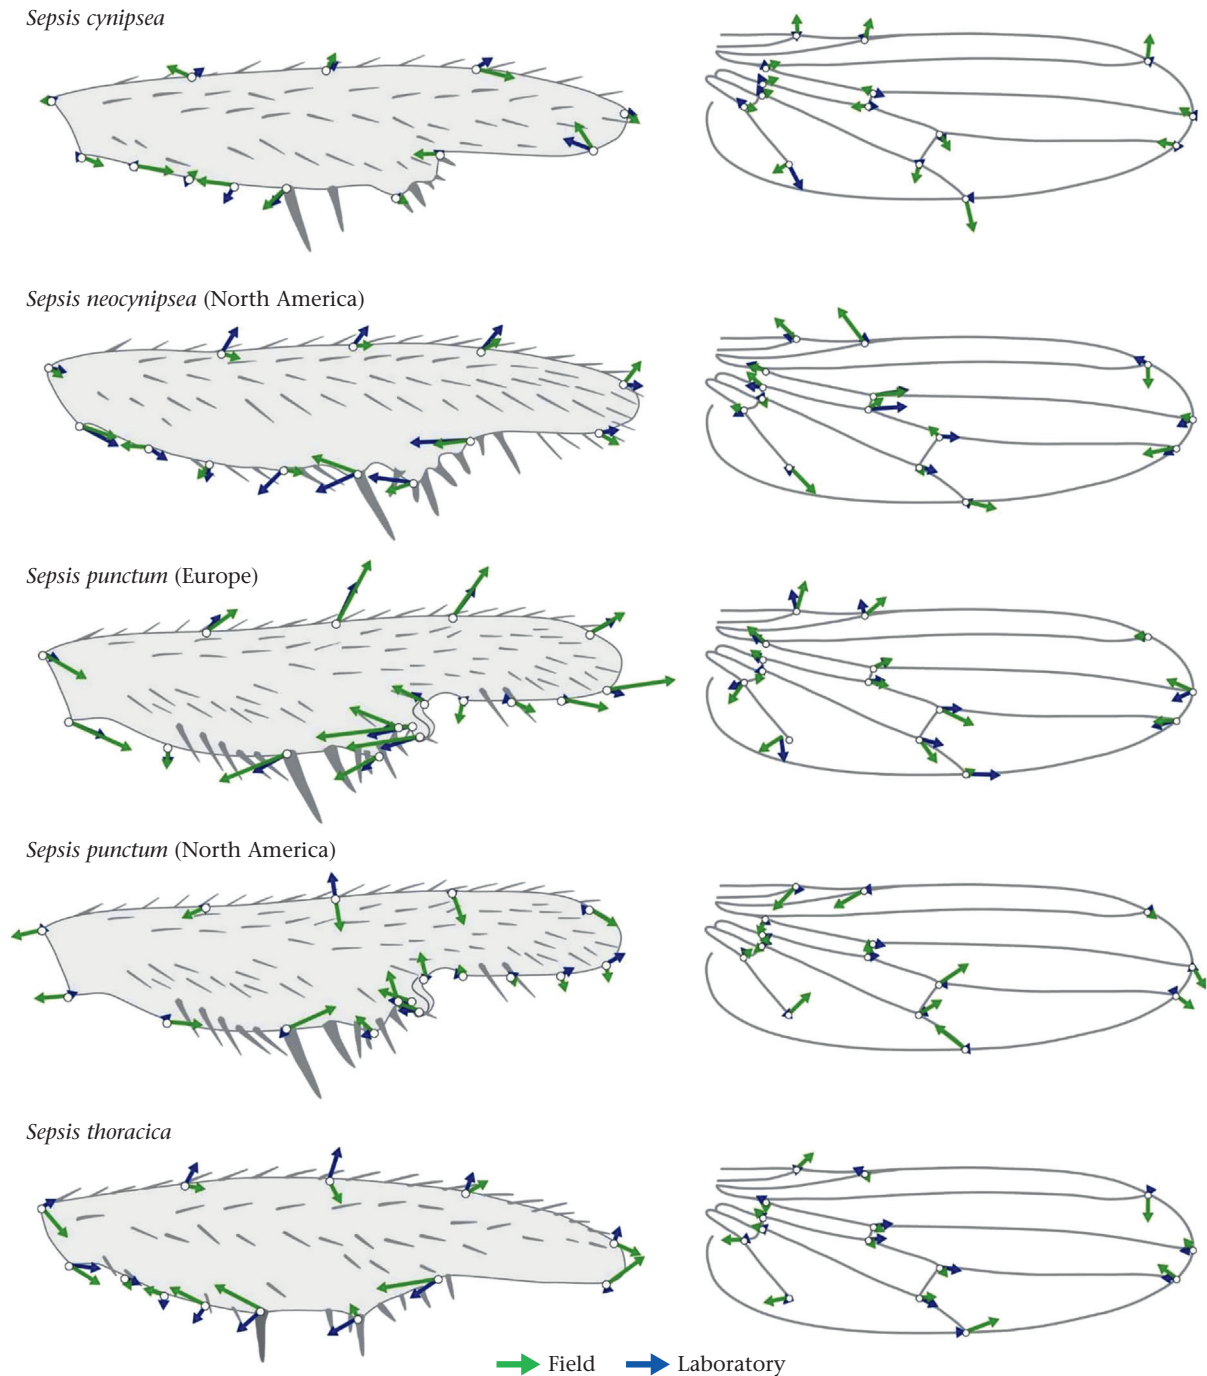 Sepsis cynipsea
Sepsis neocynipsea (North America)
Sepsis punctum (Europe)
Sepsis punctum (North America)
Sepsis thoracica
Field Laboratory